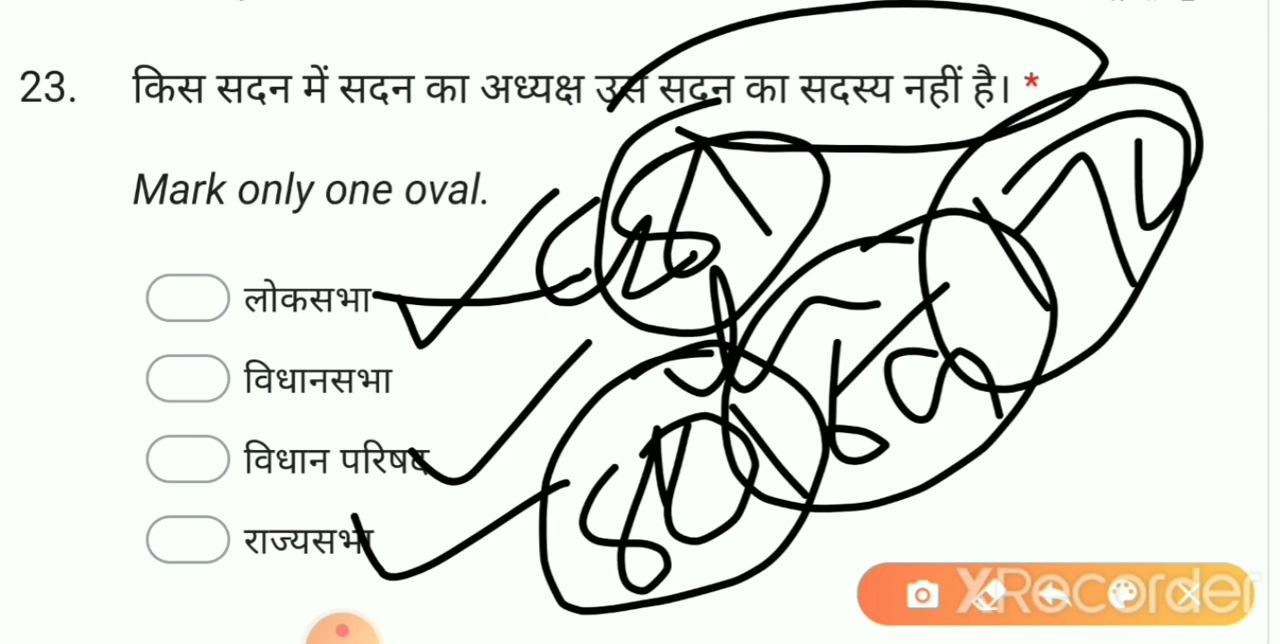 23. किस सदन में सदन का अध्यक्ष उस सदन का सदस्य नहीं है। *
Mark only one oval.
लोकसभा
विधानसभा
विधान परिषद
राज्यसभा
XRecorder